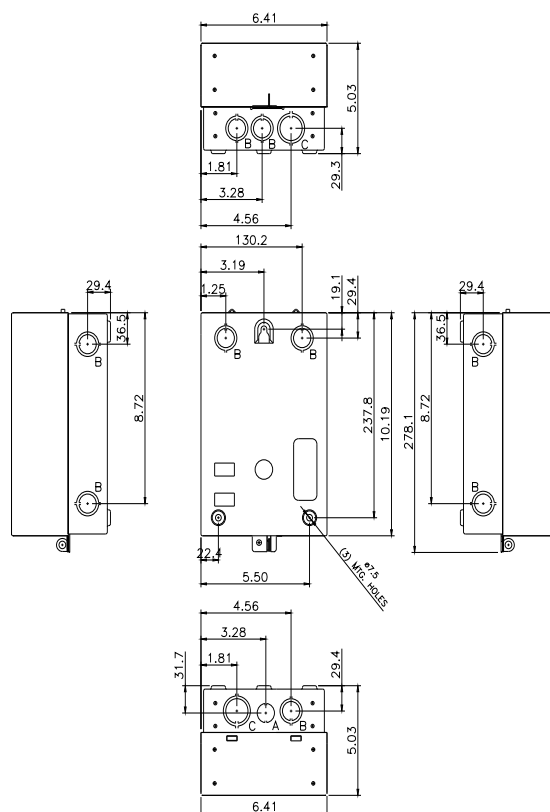 6.41
5.03
B
B
C
29.3
1.81
3.28
4.56
130.2
3.19
1.25
19.1
29.4
B
B
237.8
10.19
22.4
5.50
ø7.5
(3) MTG. HOLES
29.4
36.5
B
8.72
B
29.4
36.5
B
8.72
278.1
B
4.56
3.28
1.81
31.7
29.4
C
A
B
5.03
6.41